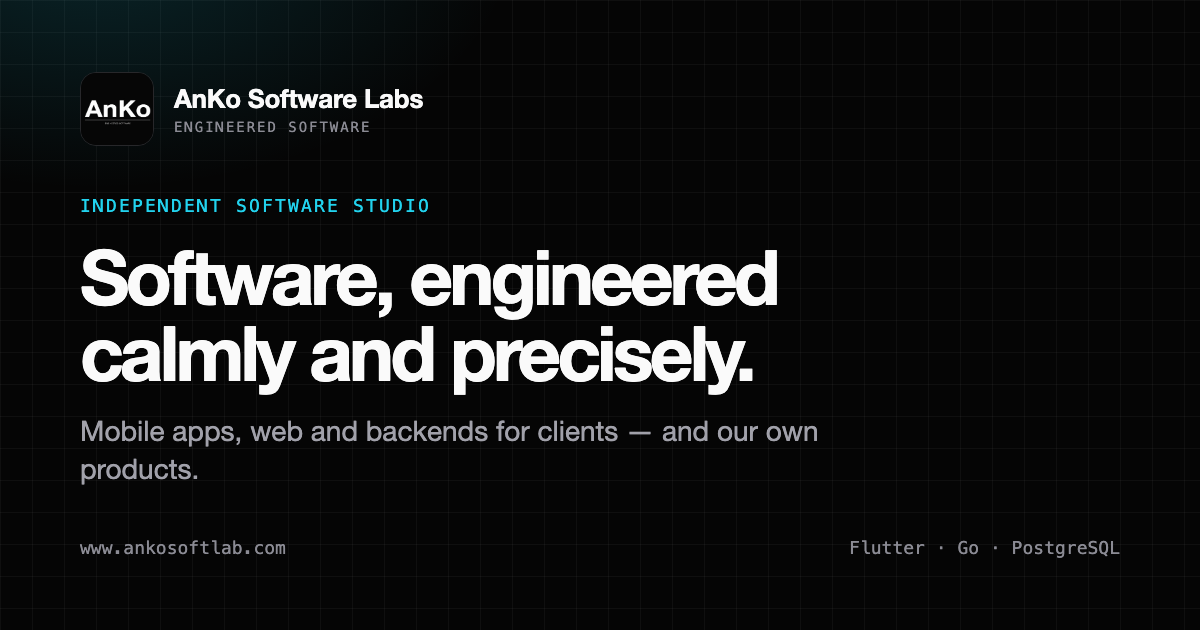 AnKo
AnKo Software Labs
ENGINEERED SOFTWARE
INDEPENDENT SOFTWARE STUDIO
Software, engineered
calmly and precisely.
Mobile apps, web and backends for clients — and our own
products.
www.ankosoftlab.com
Flutter · Go · PostgreSQL